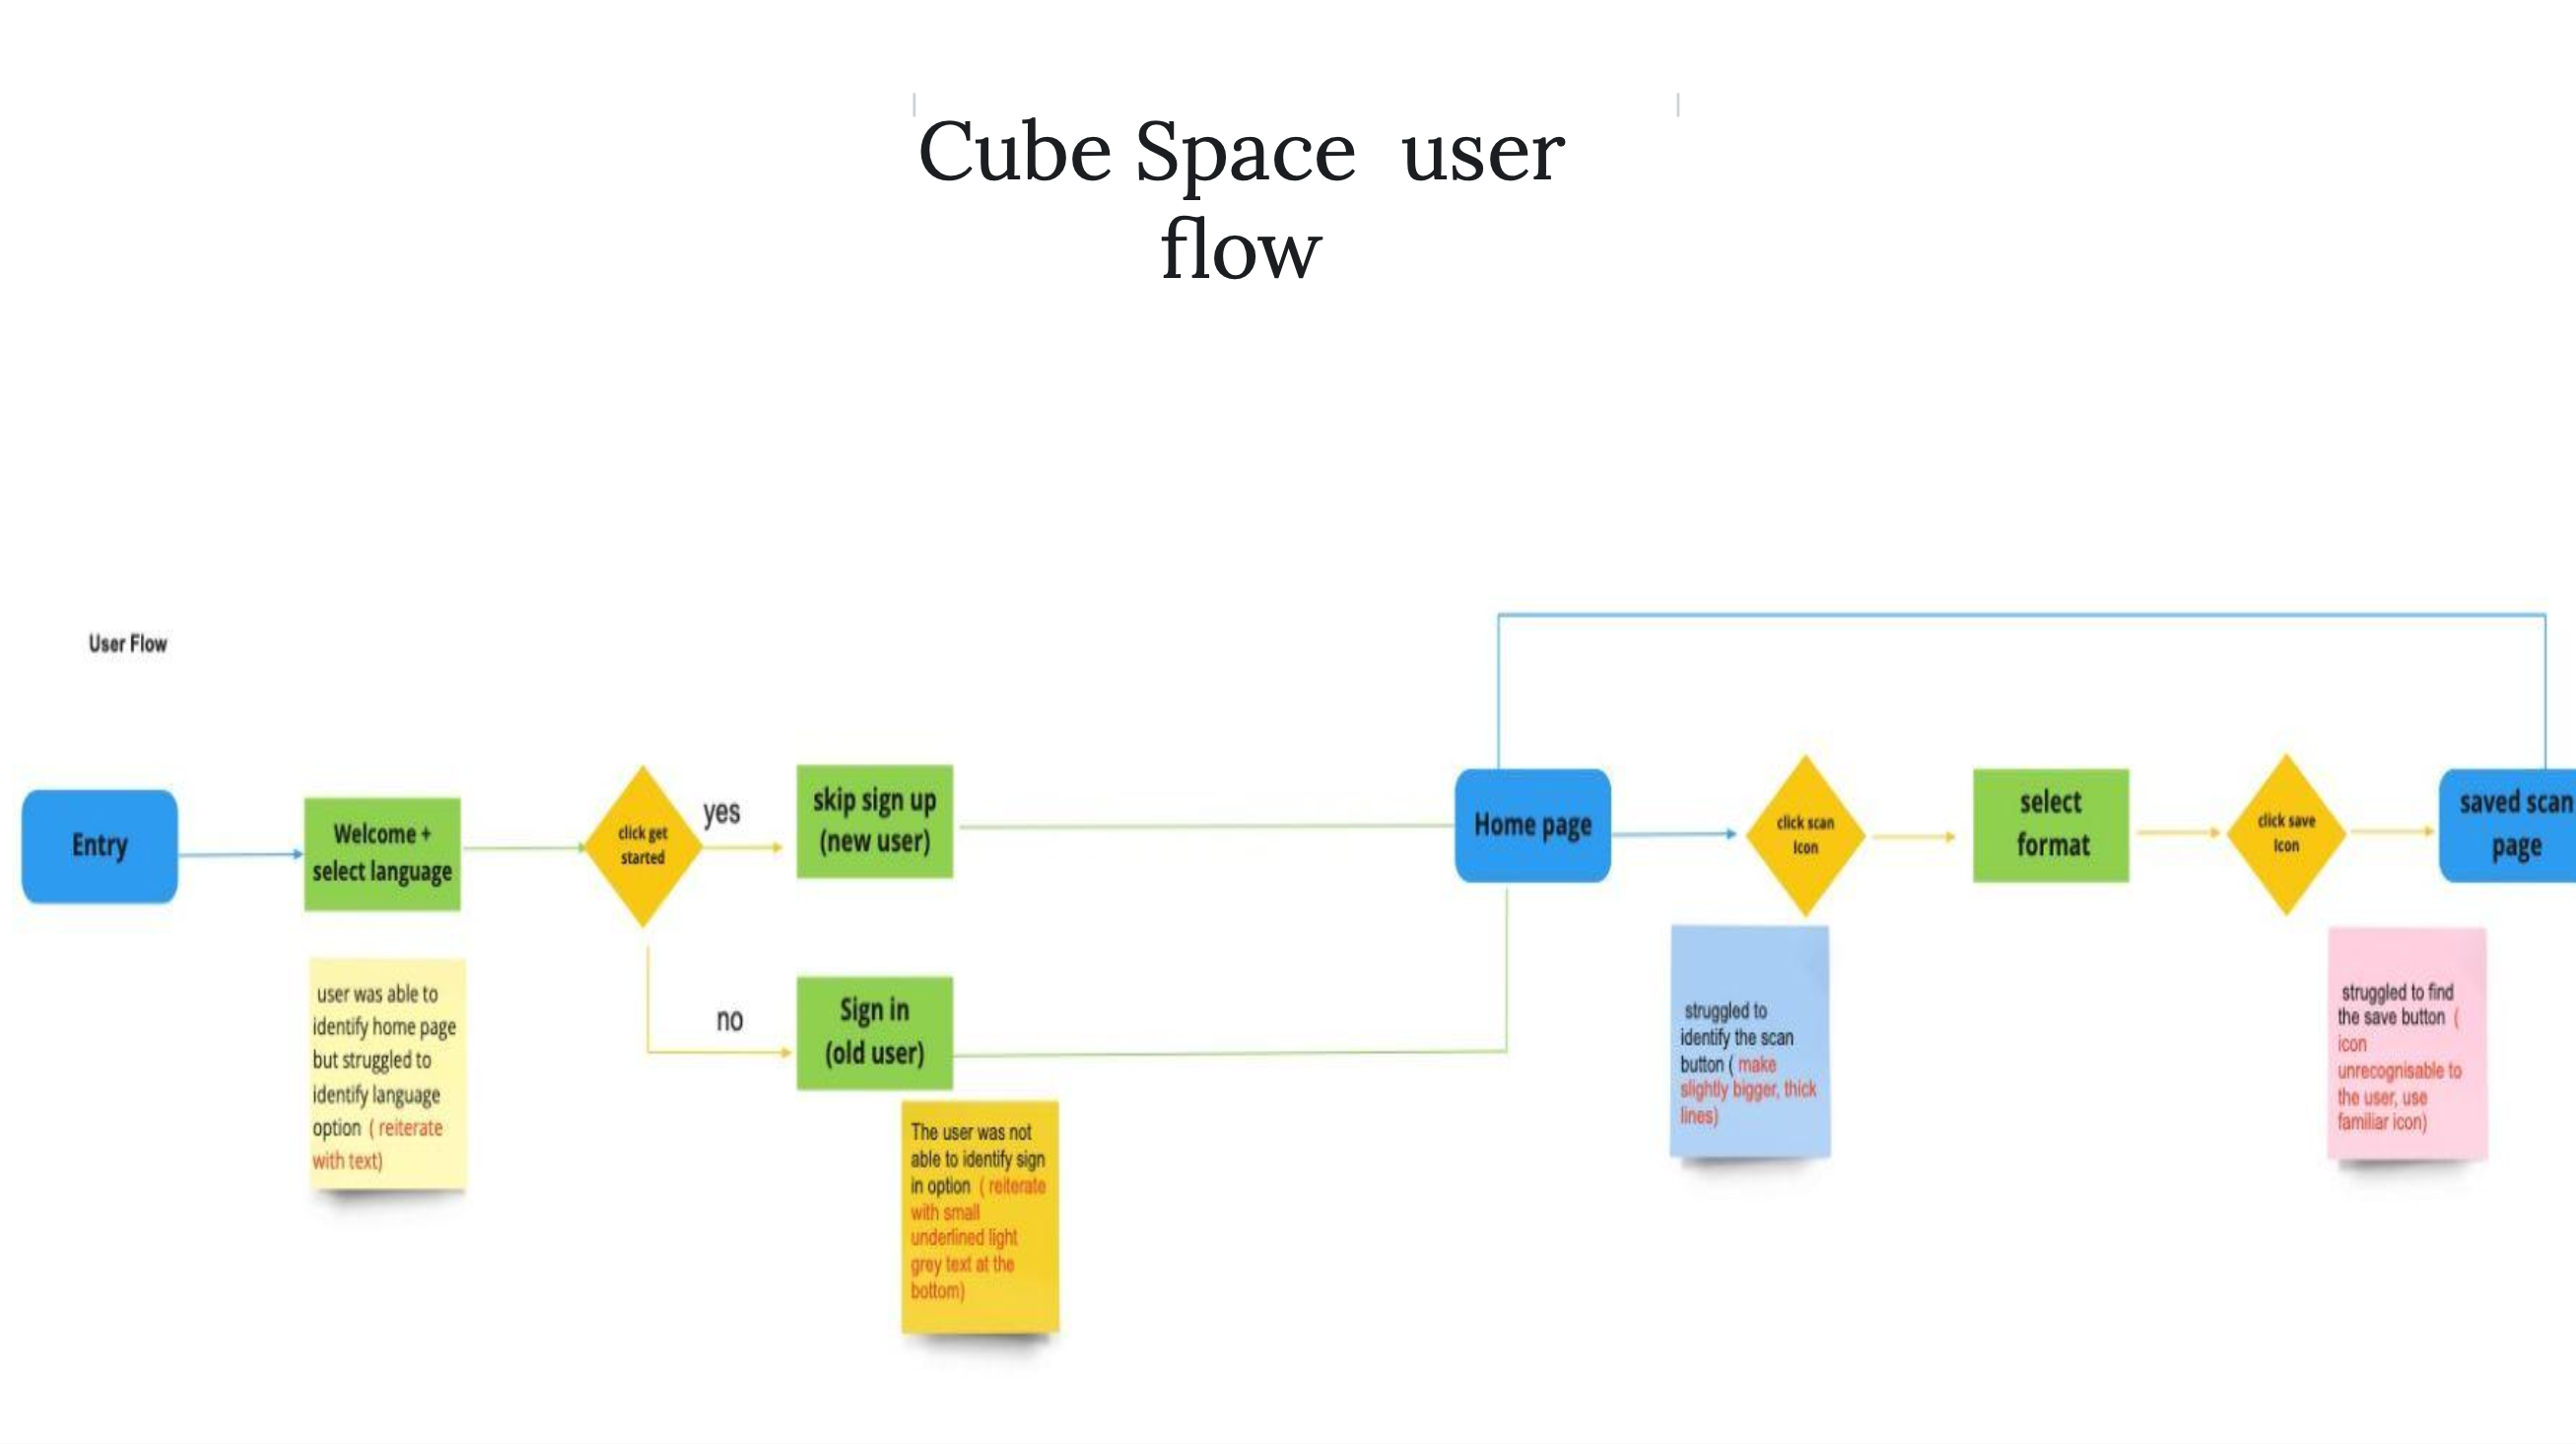 Cube Space  user
flow
User Flow
Entry
Welcome +
select language
click get
started
yes
no
skip sign up
(new user)
Sign in
(old user)
Home page
click scan
Icon
select
format
click save
Icon
saved scan
page
user was able to
identify home page
but struggled to
identify language
option ( reiterate
with text)
The user was not
able to identify sign
in option ( reiterate
with small
underlined light
grey text at the
bottom)
struggled to
identify the scan
button ( make
slightly bigger, thick
lines)
struggled to find
the save button (
icon
unrecognisable to
the user, use
familiar icon)